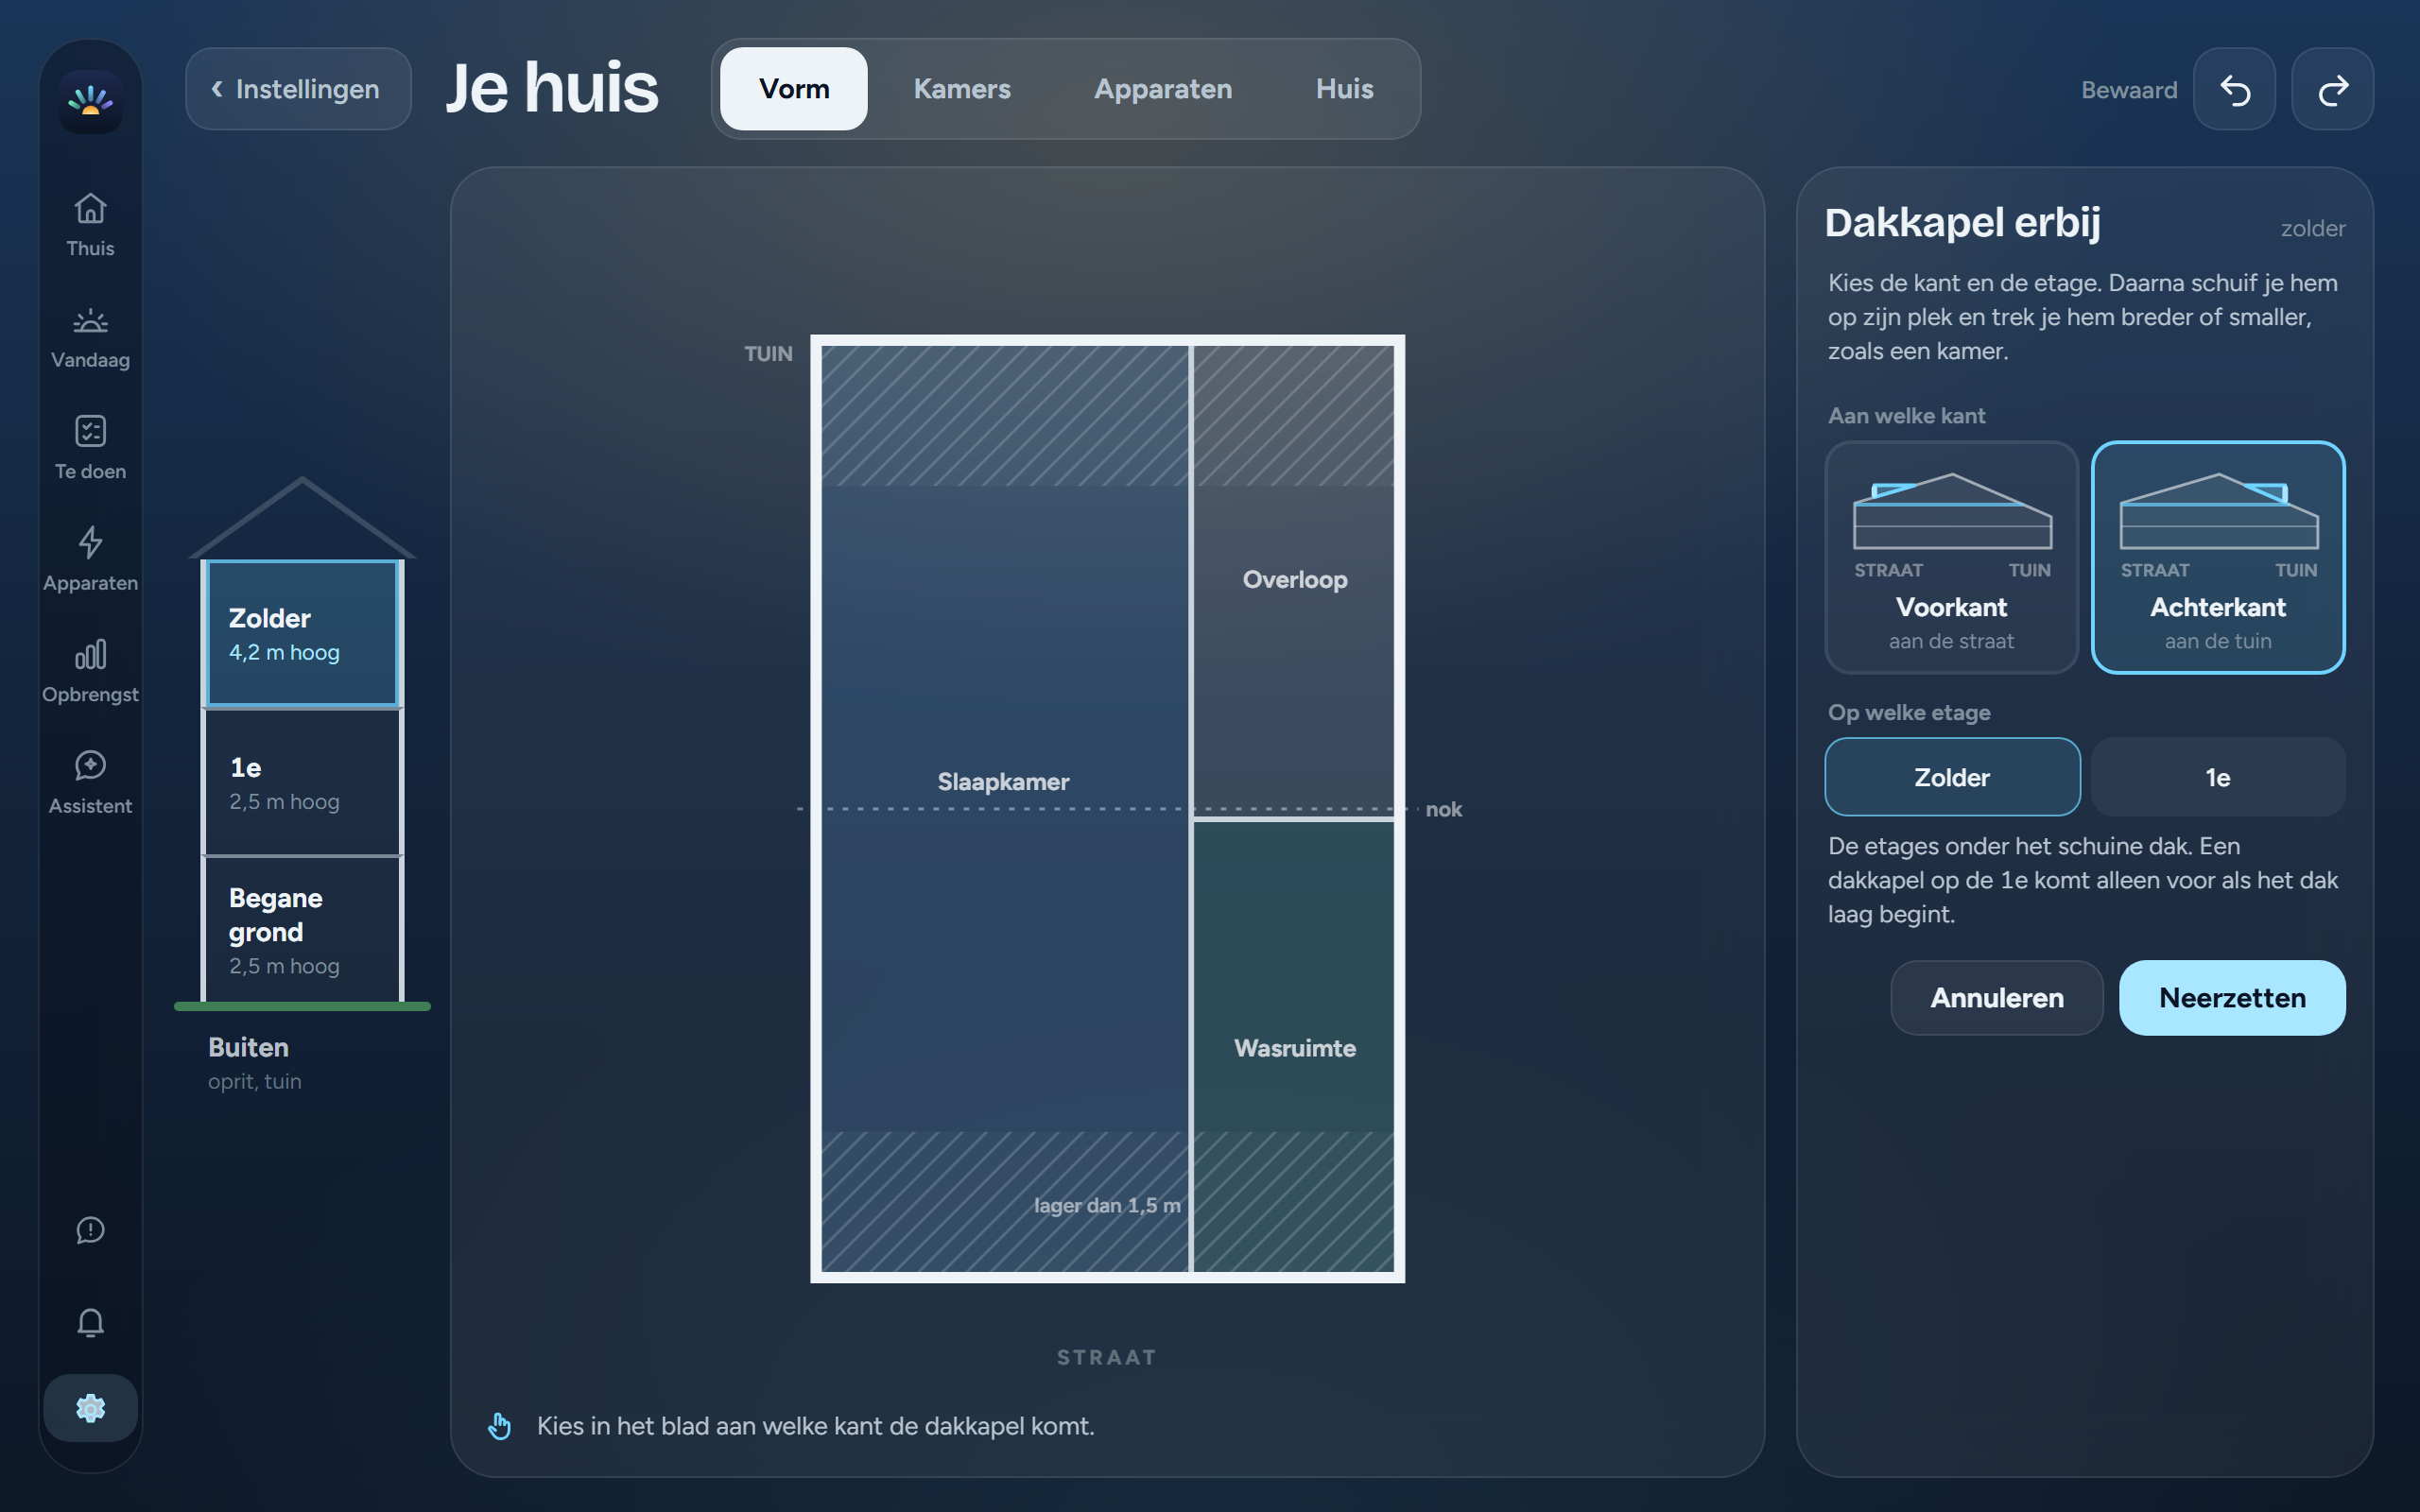 ‹ Instellingen
Je huis
Vorm
Kamers
Apparaten
Huis
Bewaard
Thuis
Vandaag
Te doen
Apparaten
Opbrengst
Assistent
Zolder
4,2 m hoog
1e
2,5 m hoog
Begane
grond
2,5 m hoog
Buiten
oprit, tuin
TUIN
Overloop
Slaapkamer
nok
Wasruimte
lager dan 1,5 m
STRAAT
Kies in het blad aan welke kant de dakkapel komt.
Dakkapel erbij
zolder
Kies de kant en de etage. Daarna schuif je hem
op zijn plek en trek je hem breder of smaller,
zoals een kamer.
Aan welke kant
STRAAT TUIN
Voorkant
aan de straat
STRAAT TUIN
Achterkant
aan de tuin
Op welke etage
Zolder
1e
De etages onder het schuine dak. Een
dakkapel op de 1e komt alleen voor als het dak
laag begint.
Annuleren
Neerzetten